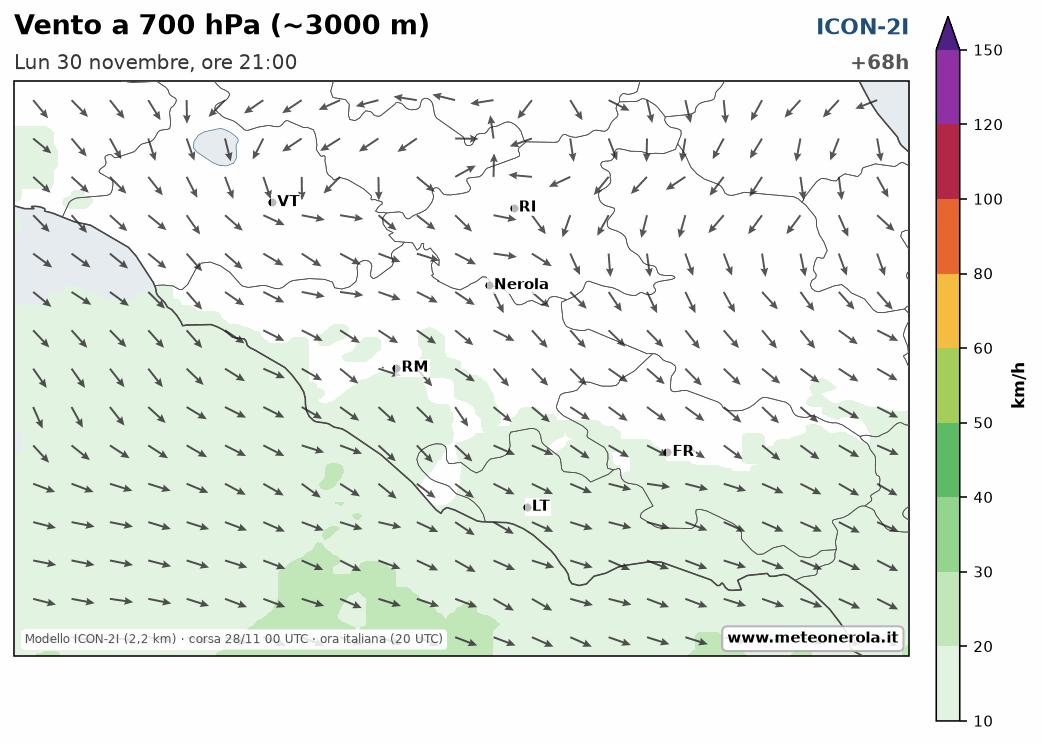 Vento a 700 hPa (~3000 m)
ICON-2I
Lun 30 novembre, ore 21:00
+68h
VT
RI
Nerola
RM
FR
LT
Modello ICON-2I (2,2 km) · corsa 28/11 00 UTC · ora italiana (20 UTC)
www.meteonerola.it
150
120
100
80
60
50
40
30
20
10
km/h